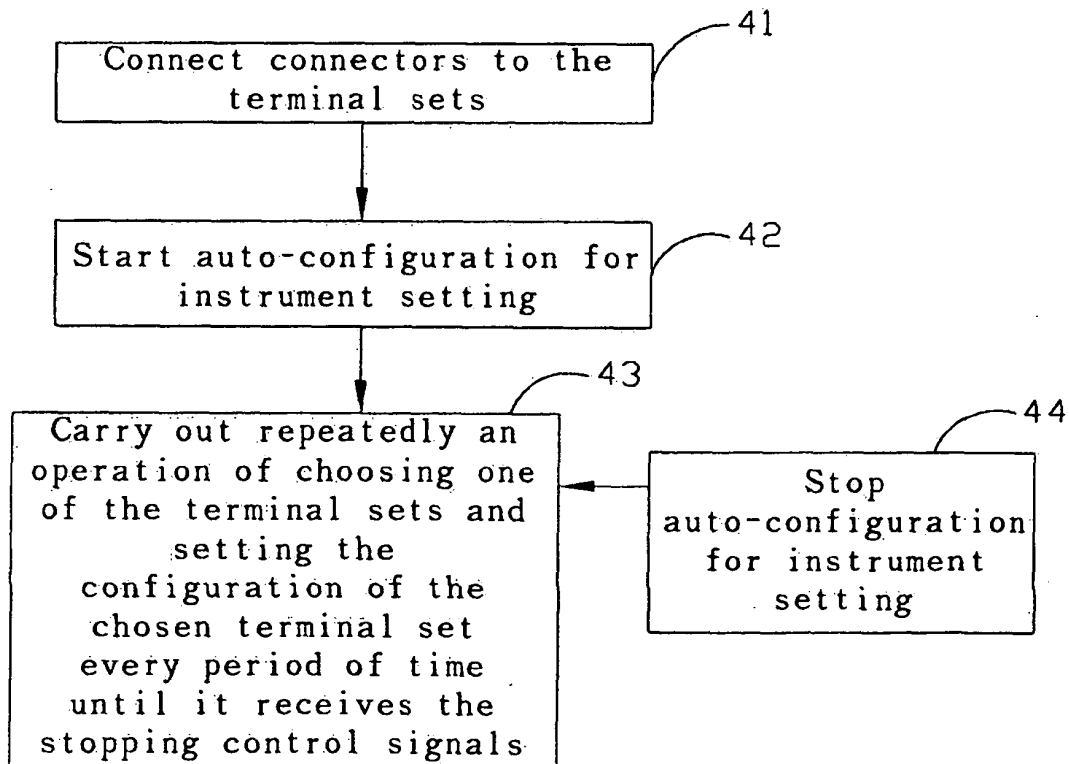 41
Connect connectors to the
terminal sets
42
Start auto-configuration for
instrument setting
43
Carry out repeatedly an
operation of choosing one
of the terminal sets and
setting the
configuration of the
chosen terminal set
every period of time
until it receives the
stopping control signals
44
Stop
auto-configuration
for instrument
setting